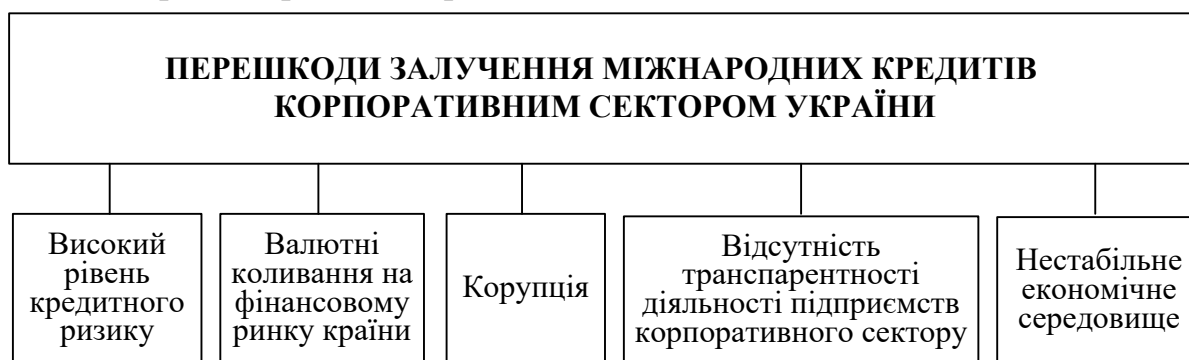 ПЕРЕШКОДИ ЗАЛУЧЕННЯ МІЖНАРОДНИХ КРЕДИТІВ
КОРПОРАТИВНИМ СЕКТОРОМ УКРАЇНИ
Високий
рівень
кредитного
ризику
Валютні
коливання на
фінансовому
ринку країни
Корупція
Відсутність
транспарентності
діяльності підприємств
корпоративного сектору
Нестабільне
економічне
середовище